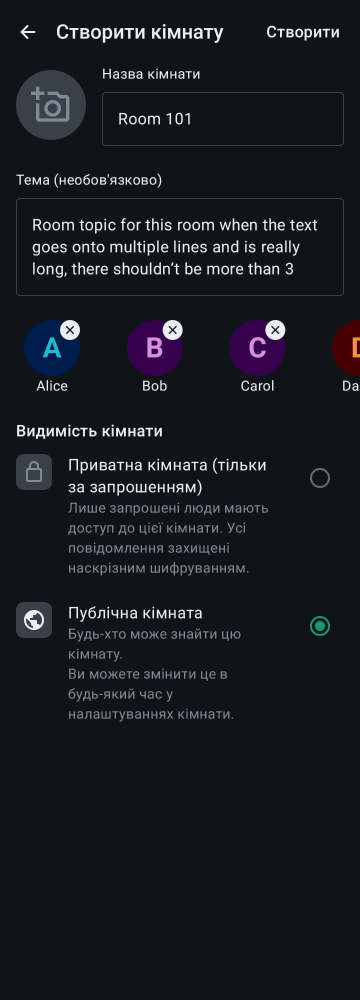 Створити кімнату
Створити
Назва кімнати
Room 101
Тема (необов'язково)
Room topic for this room when the text
goes onto multiple lines and is really
long, there shouldn’t be more than 3
A
B
C
Alice
Bob
Carol
Da
Видимість кімнати
Приватна кімната (тільки
за запрошенням)
Лише запрошені люди мають
доступ до цієї кімнати. Усі
повідомлення захищені
наскрізним шифруванням.
Публічна кімната
Будь-хто може знайти цю
кімнату.
Ви можете змінити це в
будь-який час у
налаштуваннях кімнати.